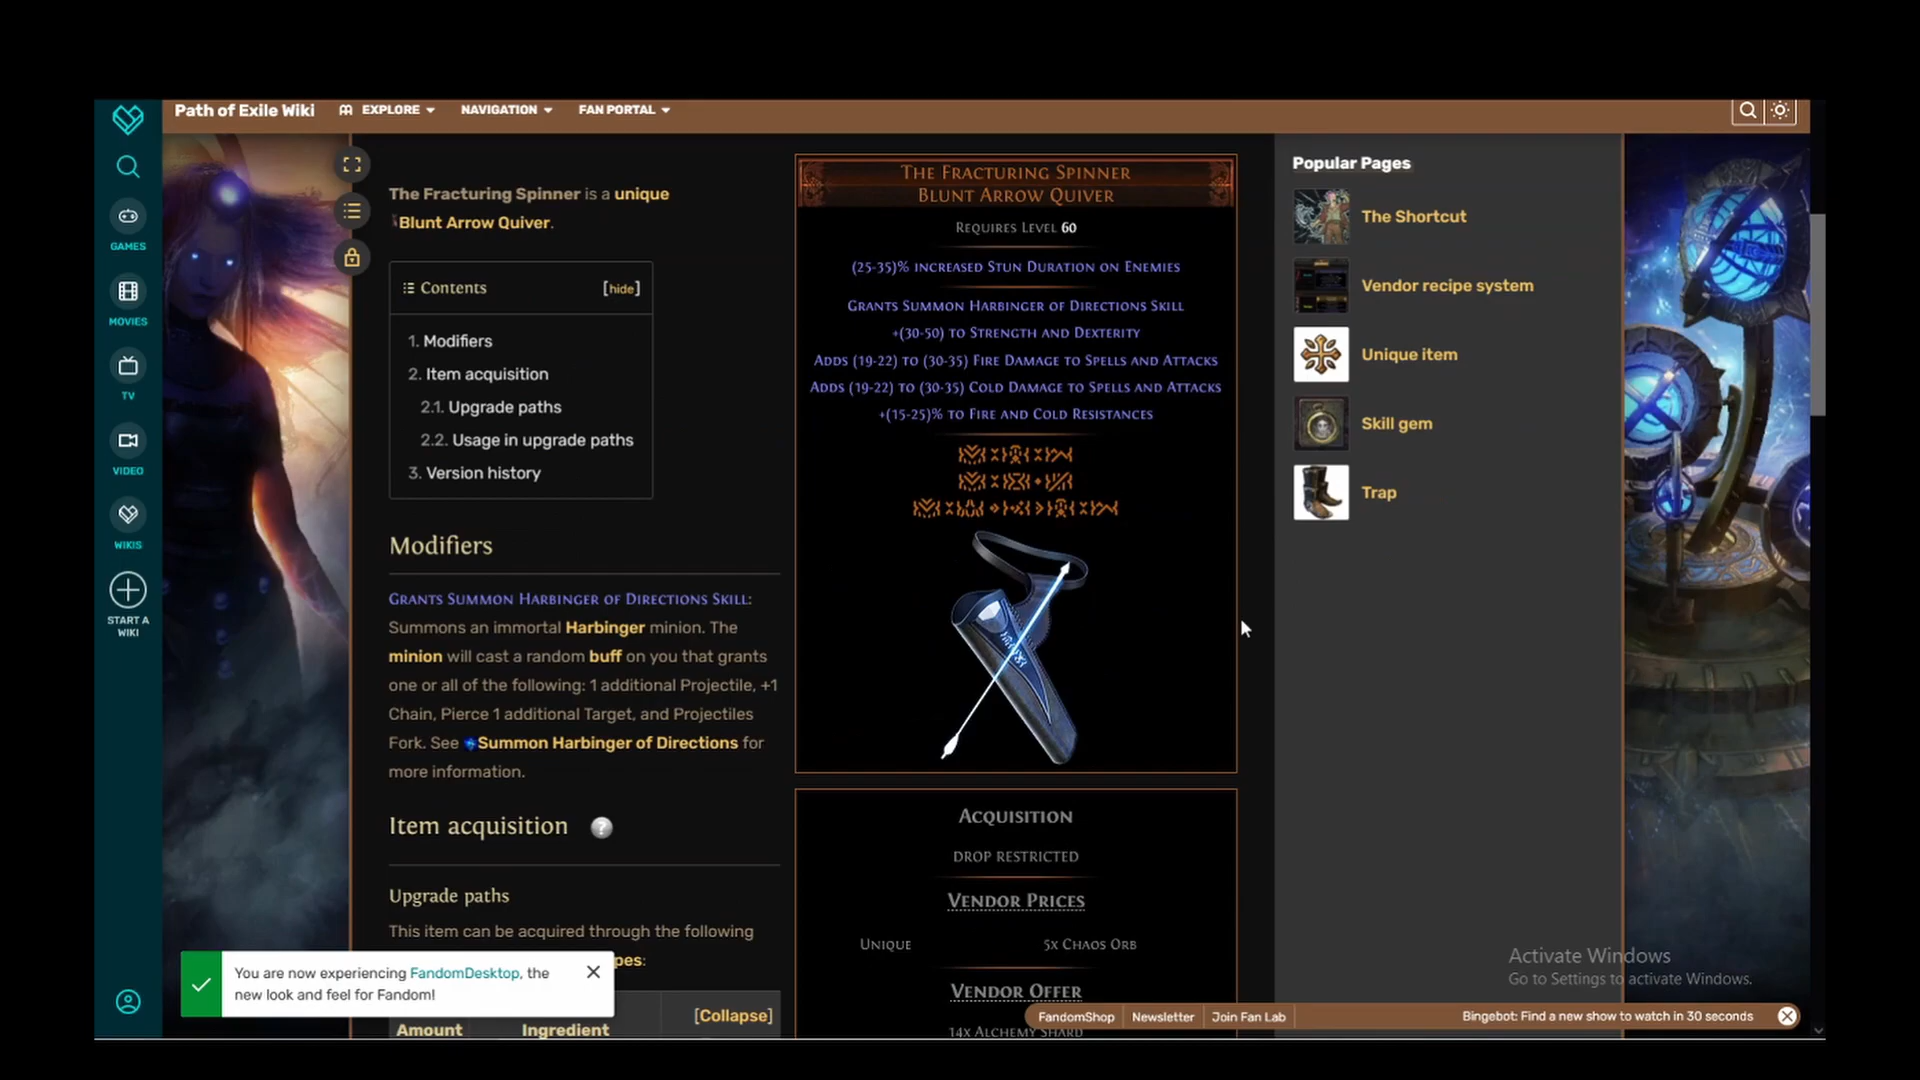 Path of Exile Wiki
EXPLORE
NAVIGATION
FAN PORTAL
GAMES
MOVIES
TV
VIDEO
WIKIS
START A
WIKI
The Fracturing Spinner is a unique
Blunt Arrow Quiver.
Contents [hide]
1. Modifiers
2. Item acquisition
2.1. Upgrade paths
2.2. Usage in upgrade paths
3. Version history
Modifiers
Grants Summon Harbinger of Directions Skill:
Summons an immortal Harbinger minion. The
minion will cast a random buff on you that grants
one or all of the following: 1 additional Projectile, +1
Chain, Pierce 1 additional Target, and Projectiles
Fork. See Summon Harbinger of Directions for
more information.
Item acquisition ?
Upgrade paths
This item can be acquired through the following
pes:
[Collapse]
Amount Ingredient
You are now experiencing FandomDesktop, the
new look and feel for Fandom!
The Fracturing Spinner
Blunt Arrow Quiver
Requires Level 60
(25-35)% increased Stun Duration on Enemies
Grants Summon Harbinger of Directions Skill
+(30-50) to Strength and Dexterity
Adds (19-22) to (30-35) Fire Damage to Spells and Attacks
Adds (19-22) to (30-35) Cold Damage to Spells and Attacks
+(15-25)% to Fire and Cold Resistances
Acquisition
DROP RESTRICTED
Vendor Prices
Unique 5x Chaos Orb
Vendor Offer
14x Alchemy Shard
Popular Pages
The Shortcut
Vendor recipe system
Unique item
Skill gem
Trap
Activate Windows
Go to Settings to activate Windows.
FandomShop
Newsletter
Join Fan Lab
Bingebot: Find a new show to watch in 30 seconds